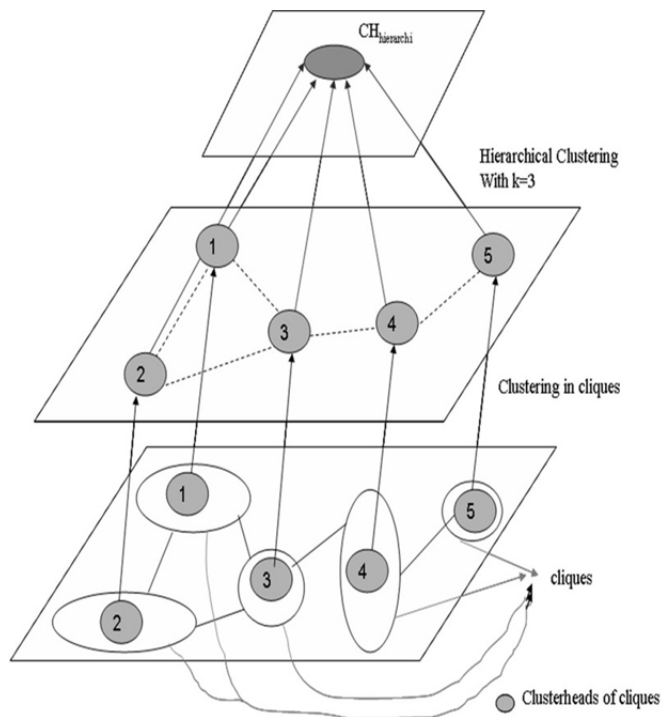 CHhierarchi
Hierarchical Clustering
With k=3
1
5
3
4
2
Clustering in cliques
1
5
3
4
cliques
2
Clusterheads of cliques